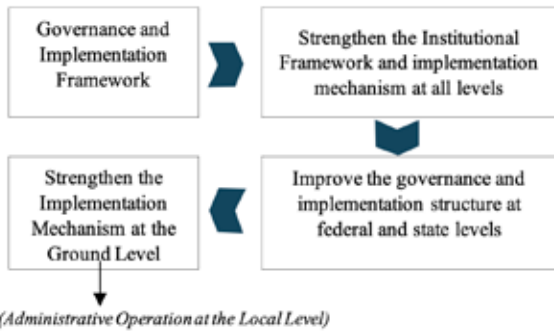 Governance and
Implementation
Framework
Strengthen the Institutional
Framework and implementation
mechanism at all levels
Improve the governance and
implementation structure at
federal and state levels
Strengthen the
Implementation
Mechanism at the
Ground Level
(Administrative Operation at the Local Level)